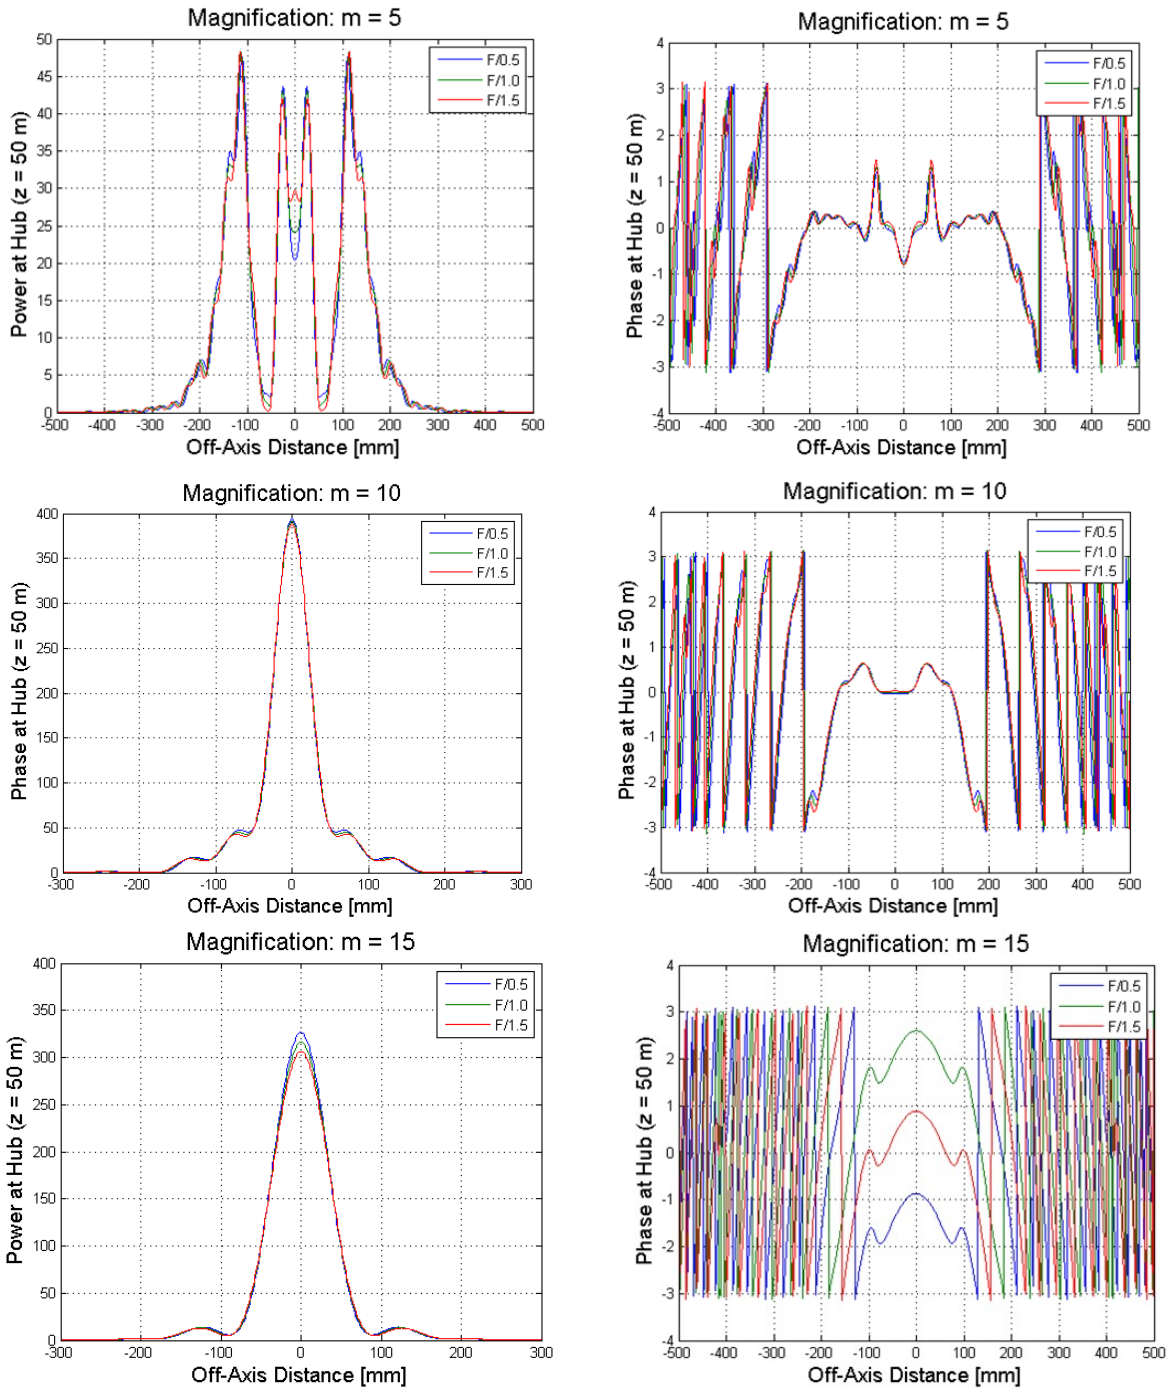 Magnification: m = 5
Power at Hub (z = 50 m)
50
45
40
35
30
25
20
15
10
5
0
F/0.5
F/1.0
F/1.5
-500 -400 -300 -200 -100 0 100 200 300 400 500
Off-Axis Distance [mm]
Magnification: m = 5
Phase at Hub (z = 50 m)
4
3
2
1
0
-1
-2
-3
-4
F/0.5
F/1.0
F/1.5
-500 -400 -300 -200 -100 0 100 200 300 400 500
Off-Axis Distance [mm]
Magnification: m = 10
Phase at Hub (z = 50 m)
400
350
300
250
200
150
100
50
0
F/0.5
F/1.0
F/1.5
-300 -200 -100 0 100 200 300
Off-Axis Distance [mm]
Magnification: m = 10
Phase at Hub (z = 50 m)
4
3
2
1
0
-1
-2
-3
-4
F/0.5
F/1.0
F/1.5
-500 -400 -300 -200 -100 0 100 200 300 400 500
Off-Axis Distance [mm]
Magnification: m = 15
Power at Hub (z = 50 m)
400
350
300
250
200
150
100
50
0
F/0.5
F/1.0
F/1.5
-300 -200 -100 0 100 200 300
Off-Axis Distance [mm]
Magnification: m = 15
Phase at Hub (z = 50 m)
4
3
2
1
0
-1
-2
-3
-4
F/0.5
F/1.0
F/1.5
-500 -400 -300 -200 -100 0 100 200 300 400 500
Off-Axis Distance [mm]